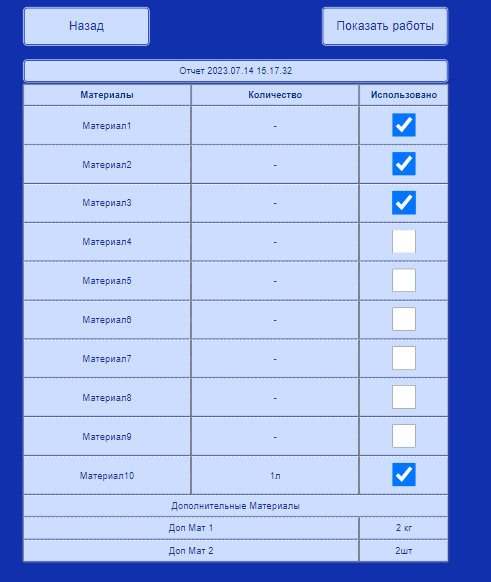 Назад Показать работы
Отчет 2023.07.14 15.17.32
Материалы Количество Использовано
Материал1 -
Материал2 -
Материал3 -
Материал4 -
Материал5 -
Материал6 -
Материал7 -
Материал8 -
Материал9 -
Материал10 1л
Дополнительные Материалы
Доп Мат 1 2 кг
Доп Мат 2 2шт